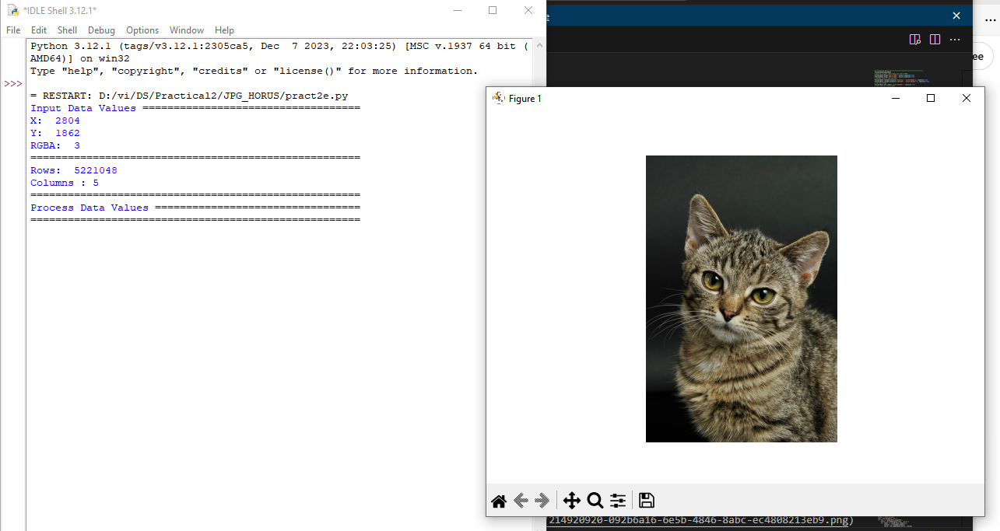 *IDLE Shell 3.12.1*
File Edit Shell Debug Options Window Help
Python 3.12.1 (tags/v3.12.1:2305ca5, Dec  7 2023, 22:03:25) [MSC v.1937 64 bit (
AMD64)] on win32
Type "help", "copyright", "credits" or "license()" for more information.
>>>
= RESTART: D:/vi/DS/Practical2/JPG_HORUS/pract2e.py
Input Data Values ===================================
X:  2804
Y:  1862
RGBA:  3
=====================================================
Rows:  5221048
Columns : 5
=====================================================
Process Data Values =================================
=====================================================
ee
Figure 1
214920920-092b6a16-6e5b-4846-8abc-ec4808213eb9.png)